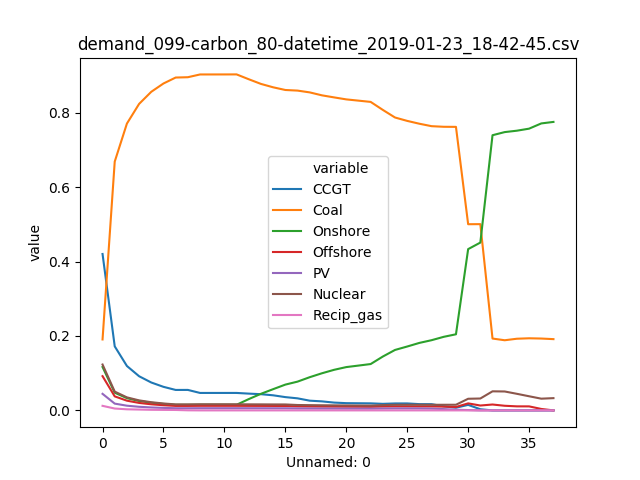 demand_099-carbon_80-datetime_2019-01-23_18-42-45.csv
value
0.8
0.6
0.4
0.2
0.0
variable
CCGT
Coal
Onshore
Offshore
PV
Nuclear
Recip_gas
0 5 10 15 20 25 30 35
Unnamed: 0